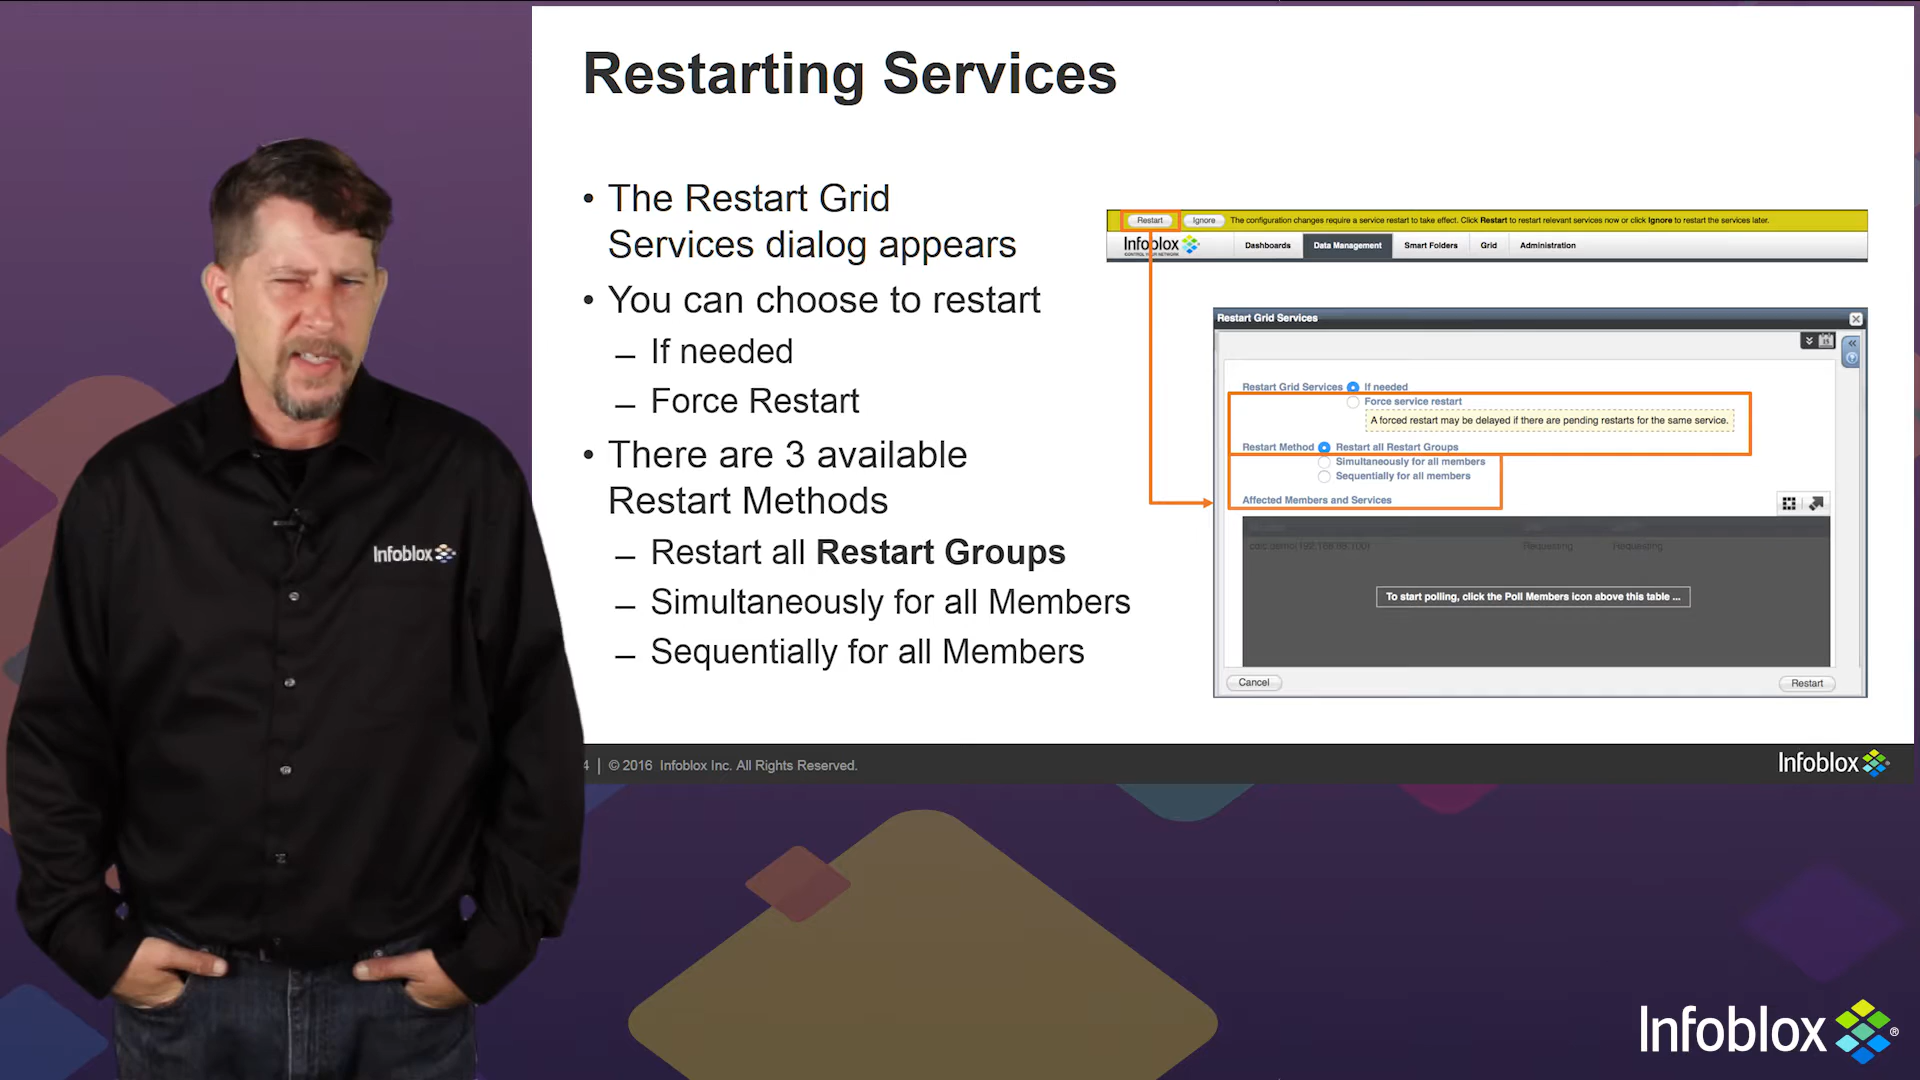 Restarting Services
• The Restart Grid
Services dialog appears
• You can choose to restart
– If needed
– Force Restart
• There are 3 available
Restart Methods
– Restart all Restart Groups
– Simultaneously for all Members
– Sequentially for all Members
Restart Ignore The configuration changes require a service restart to take effect. Click Restart to restart relevant services now or click Ignore to restart the services later.
Infoblox Dashboards Data Management Smart Folders Grid Administration
CONTROL YOUR NETWORK
Restart Grid Services
Restart Grid Services If needed
Force service restart
A forced restart may be delayed if there are pending restarts for the same service.
Restart Method Restart all Restart Groups
Simultaneously for all members
Sequentially for all members
Affected Members and Services
Requesting Requesting
To start polling, click the Poll Members icon above this table ...
Cancel Restart
Infoblox
4 | © 2016 Infoblox Inc. All Rights Reserved.
Infoblox
Infoblox ®